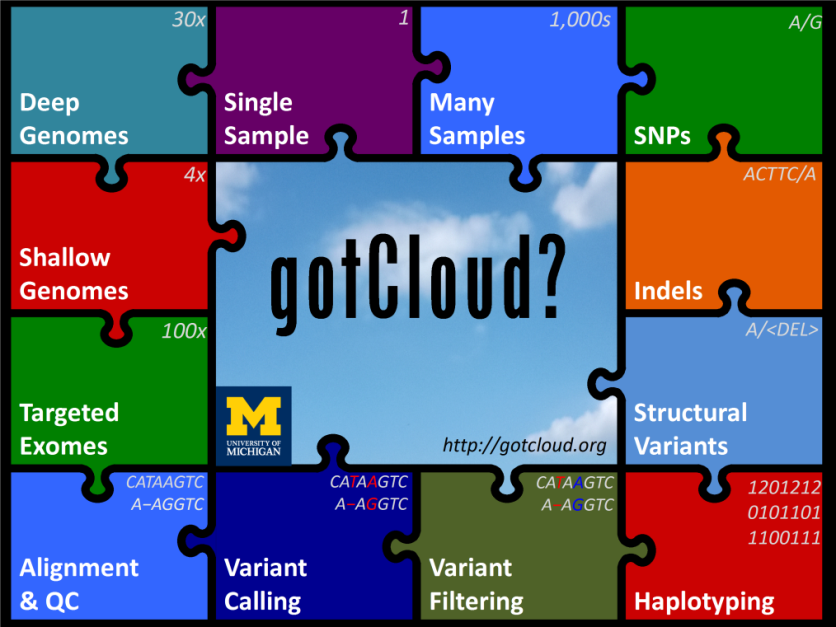 30x
Deep
Genomes
1
Single
Sample
1,000s
Many
Samples
A/G
SNPs
4x
Shallow
Genomes
gotCloud?
ACTTC/A
Indels
100x
Targeted
Exomes
M
UNIVERSITY OF
MICHIGAN
http://gotcloud.org
A/<DEL>
Structural
Variants
CATAAGTC
A–AGGTC
Alignment
& QC
CATAAGTC
A–AGGTC
Variant
Calling
CATAAGTC
A–AGGTC
Variant
Filtering
1201212
0101101
1100111
Haplotyping